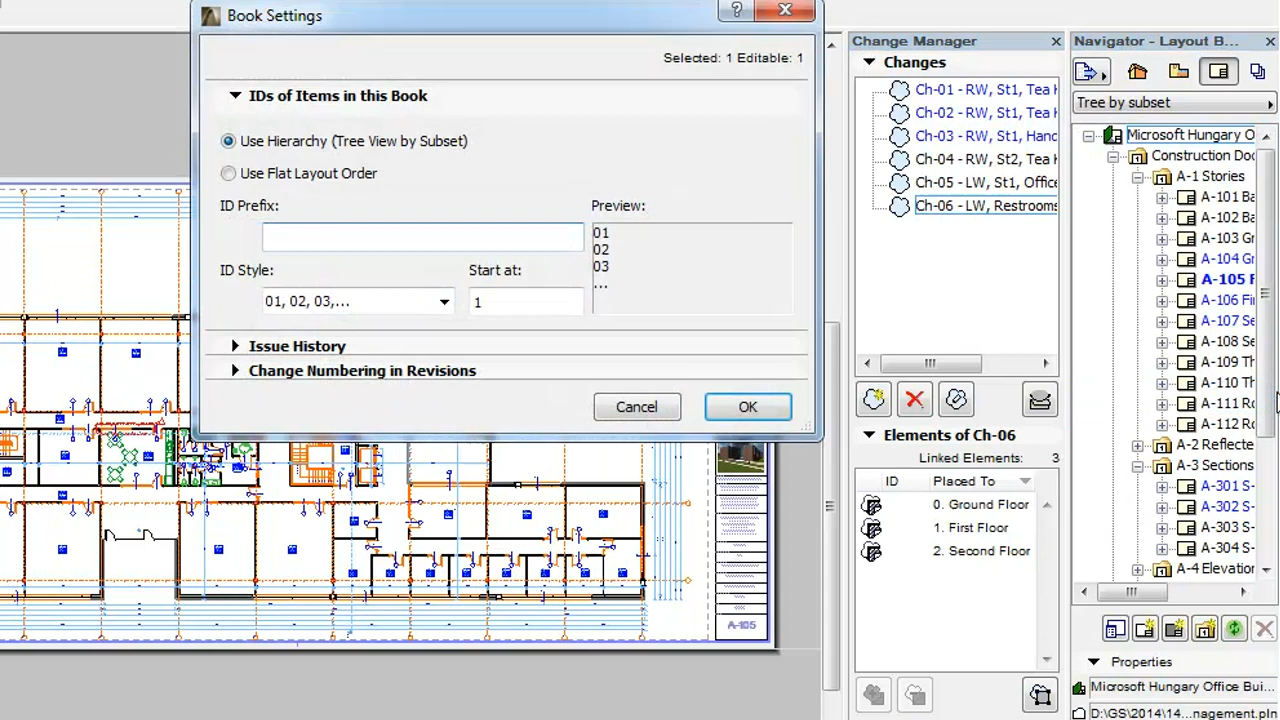 Book Settings
?
Selected: 1 Editable: 1
IDs of Items in this Book
Use Hierarchy (Tree View by Subset)
Use Flat Layout Order
ID Prefix:
Preview:
01
02
03
...
ID Style:
Start at:
01, 02, 03,...
1
Issue History
Change Numbering in Revisions
Cancel
OK
A-105
Change Manager
Changes
Ch-01 - RW, St1, Tea
Ch-02 - RW, St1, Tea
Ch-03 - RW, St1, Hand
Ch-04 - RW, St2, Tea
Ch-05 - LW, St1, Office
Ch-06 - LW, Restrooms
Elements of Ch-06
Linked Elements: 3
ID Placed To
0. Ground Floor
1. First Floor
2. Second Floor
Navigator - Layout B...
Tree by subset
Microsoft Hungary O
Construction Doc
A-1 Stories
A-101 Ba
A-102 Ba
A-103 Gr
A-104 Gr
A-105 F
A-106 Fi
A-107 Se
A-108 Se
A-109 Th
A-110 Th
A-111 Ro
A-112 Ro
A-2 Reflecte
A-3 Sections
A-301 S-
A-302 S-
A-303 S-
A-304 S-
A-4 Elevation
Properties
Microsoft Hungary Office Bui...
D:\GS\2014\14...nagement.pln